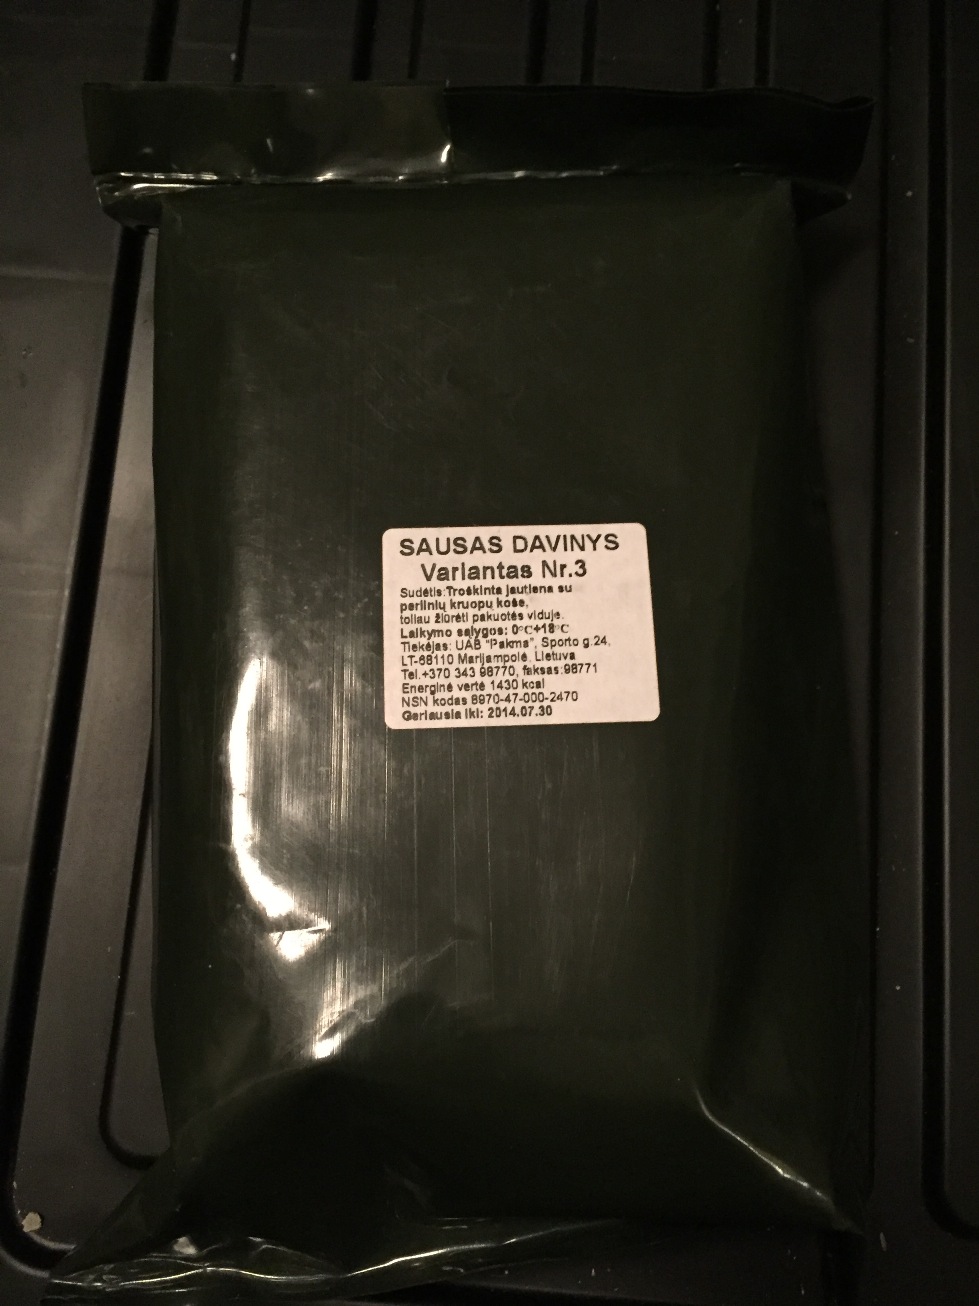 SAUSAS DAVINYS
Variantas Nr.3
Sudėtis:Troškinta jautiena su
perlinių kruopų koše,
toliau žiūrėti pakuotės viduje.
Laikymo sąlygos: 0°C+18°C
Tiekėjas: UAB "Pakma", Sporto g.24,
LT-68110 Marijampolė, Lietuva
Tel.+370 343 98770, faksas:98771
Energinė vertė 1430 kcal
NSN kodas 8970-47-000-2470
Geriausia iki: 2014.07.30